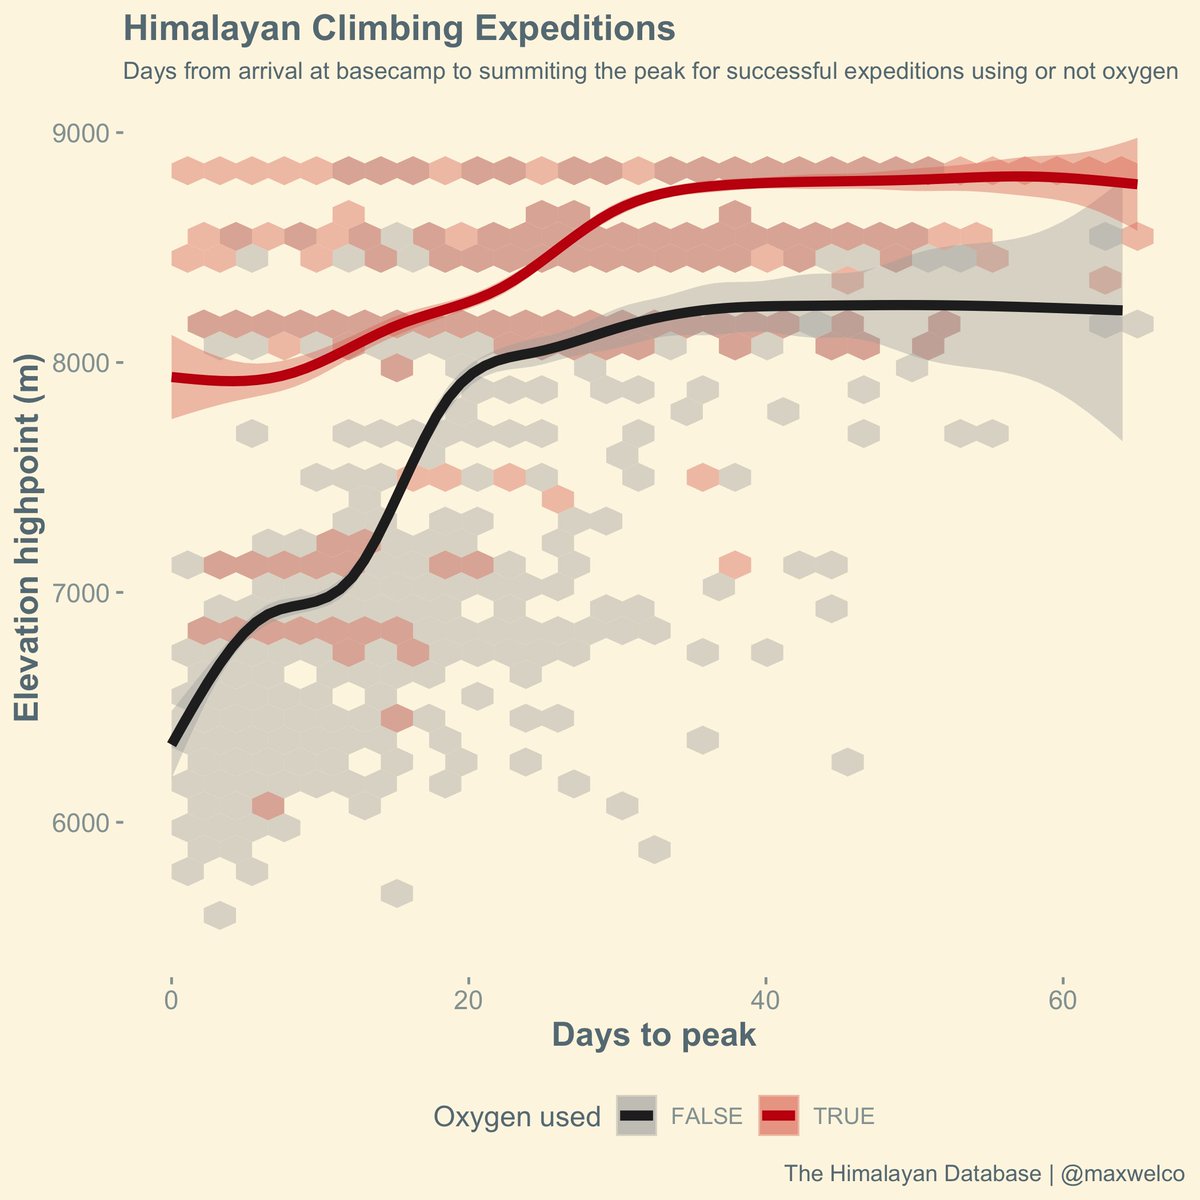 Himalayan Climbing Expeditions
Days from arrival at basecamp to summiting the peak for successful expeditions using or not oxygen
Elevation highpoint (m)
9000
8000
7000
6000
0 20 40 60
Days to peak
Oxygen used FALSE TRUE
The Himalayan Database | @maxwelco